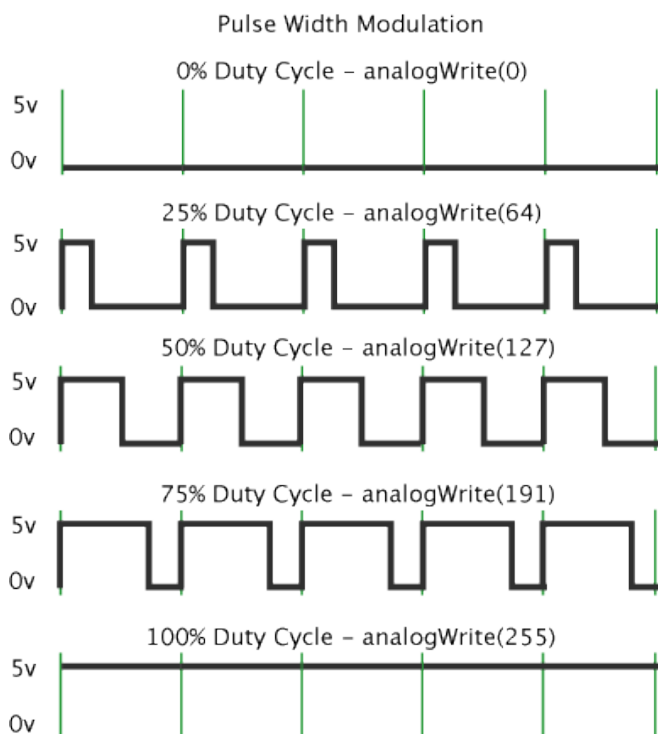 Pulse Width Modulation
0% Duty Cycle – analogWrite(0)
5v
0v
25% Duty Cycle – analogWrite(64)
5v
0v
50% Duty Cycle – analogWrite(127)
5v
0v
75% Duty Cycle – analogWrite(191)
5v
0v
100% Duty Cycle – analogWrite(255)
5v
0v